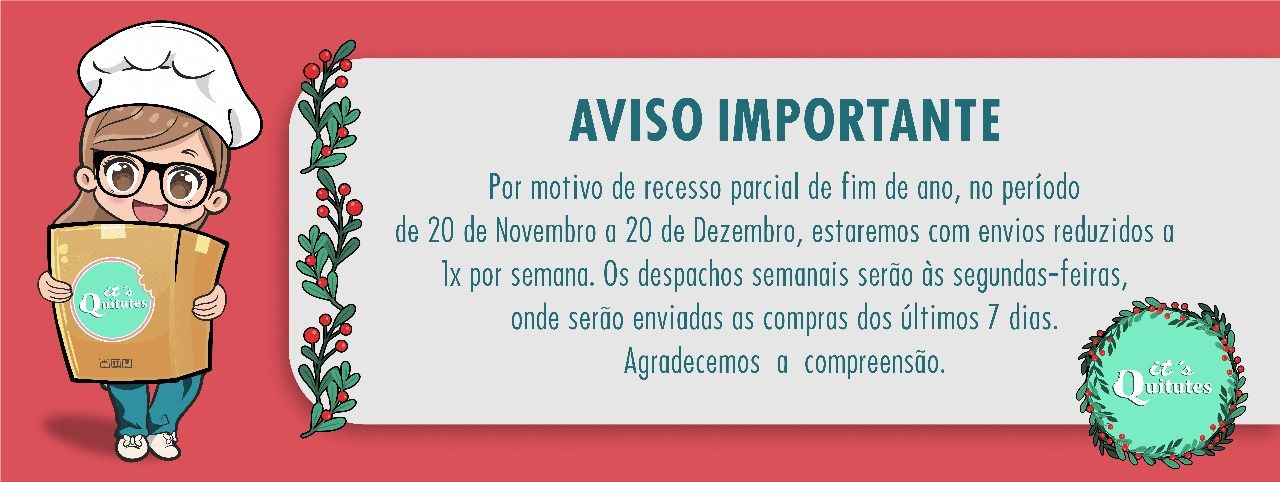 AVISO IMPORTANTE
Por motivo de recesso parcial de fim de ano, no período
de 20 de Novembro a 20 de Dezembro, estaremos com envios reduzidos a
1x por semana. Os despachos semanais serão às segundas-feiras,
onde serão enviadas as compras dos últimos 7 dias.
Agradecemos a compreensão.
it´s
Quitutes
it´s
Quitutes